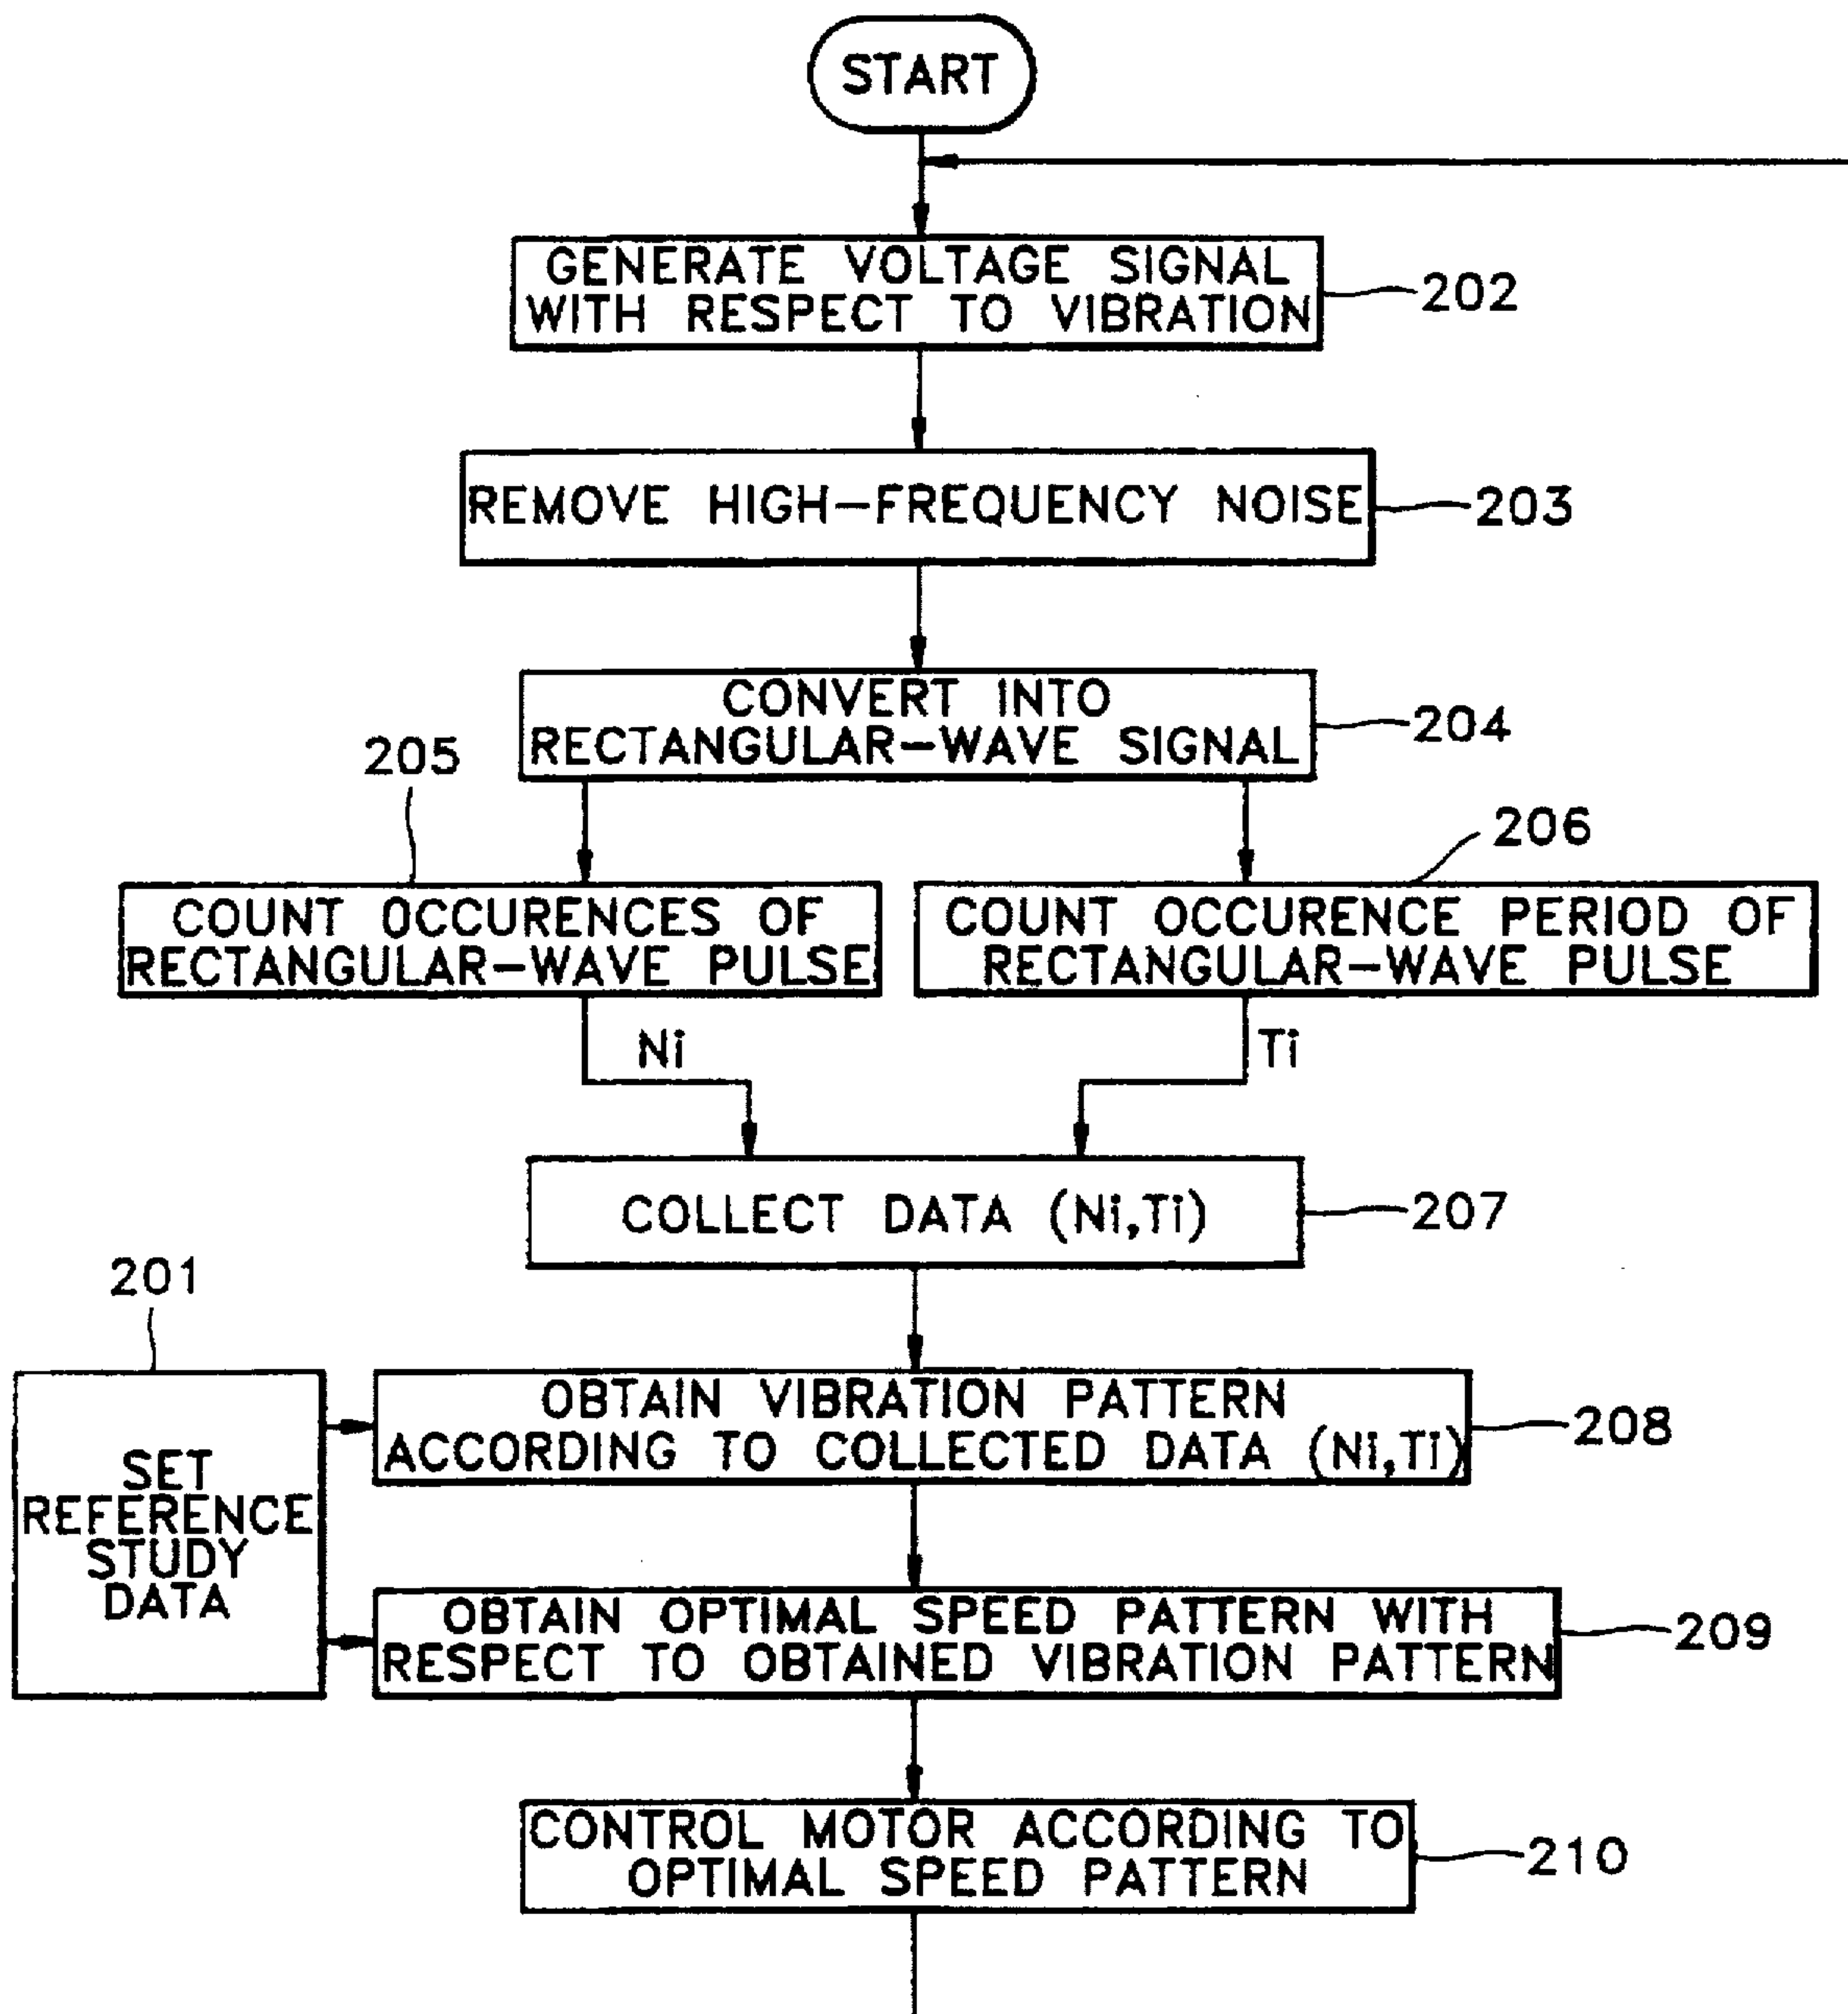 START
GENERATE VOLTAGE SIGNAL
WITH RESPECT TO VIBRATION
202
REMOVE HIGH-FREQUENCY NOISE
203
CONVERT INTO
RECTANGULAR-WAVE SIGNAL
204
205
COUNT OCCURENCES OF
RECTANGULAR-WAVE PULSE
206
COUNT OCCURENCE PERIOD OF
RECTANGULAR-WAVE PULSE
Ni
Ti
COLLECT DATA (Ni,Ti)
207
201
SET
REFERENCE
STUDY
DATA
OBTAIN VIBRATION PATTERN
ACCORDING TO COLLECTED DATA (Ni,Ti)
208
OBTAIN OPTIMAL SPEED PATTERN WITH
RESPECT TO OBTAINED VIBRATION PATTERN
209
CONTROL MOTOR ACCORDING TO
OPTIMAL SPEED PATTERN
210